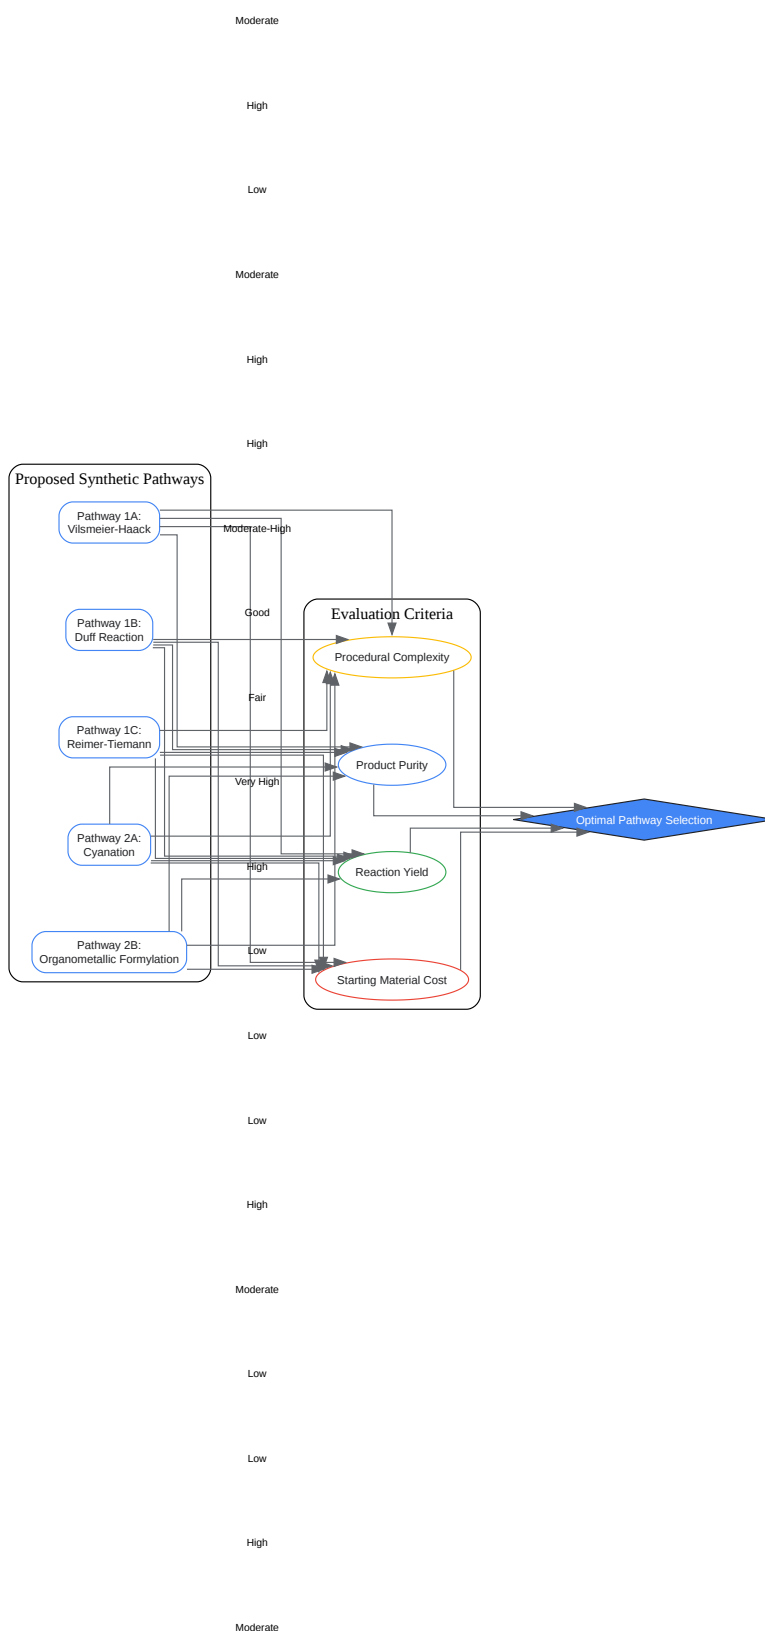 Moderate
High
Low
Moderate
High
High
Proposed Synthetic Pathways
Pathway 1A:
Vilsmeier-Haack
Moderate-High
Good
Evaluation Criteria
Pathway 1B:
Duff Reaction
Procedural Complexity
Fair
Pathway 1C:
Reimer-Tiemann
Product Purity
Very High
Optimal Pathway Selection
Pathway 2A:
Cyanation
High
Reaction Yield
Pathway 2B:
Organometallic Formylation
Low
Starting Material Cost
Low
Low
High
Moderate
Low
Low
High
Moderate